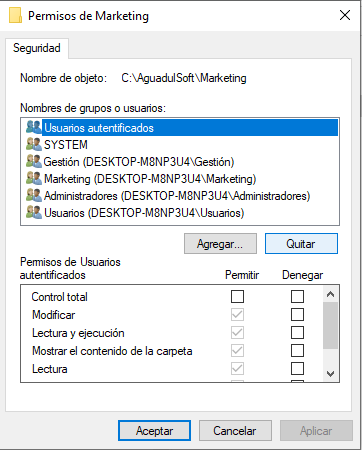 Permisos de Marketing
Seguridad
Nombre de objeto: C:\AguadulSoft\Marketing
Nombres de grupos o usuarios:
Usuarios autentificados
SYSTEM
Gestión (DESKTOP-M8NP3U4\Gestión)
Marketing (DESKTOP-M8NP3U4\Marketing)
Administradores (DESKTOP-M8NP3U4\Administradores)
Usuarios (DESKTOP-M8NP3U4\Usuarios)
Agregar... Quitar
Permisos de Usuarios
autentificados Permitir Denegar
Control total
Modificar
Lectura y ejecución
Mostrar el contenido de la carpeta
Lectura
Aceptar Cancelar Aplicar